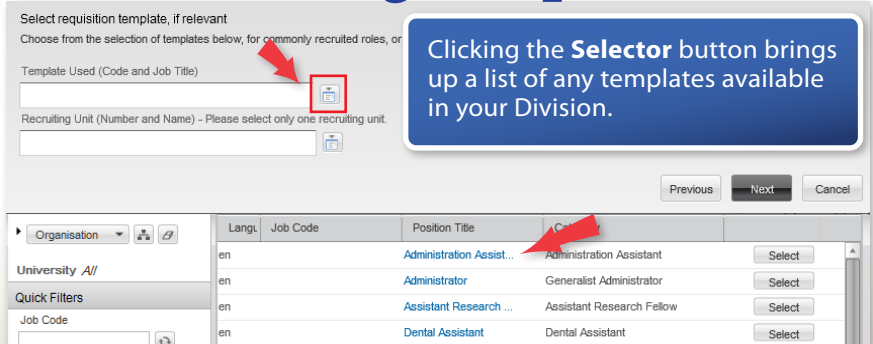 Select requisition template, if relevant
Choose from the selection of templates below, for commonly recruited roles, or
Clicking the Selector button brings
up a list of any templates available
in your Division.
Template Used (Code and Job Title)
Recruiting Unit (Number and Name) - Please select only one recruiting unit.
Previous Next Cancel
Organisation
University All
Quick Filters
Job Code
Langu Job Code Position Title
en Administration Assist... Administration Assistant Select
en Administrator Generalist Administrator Select
en Assistant Research ... Assistant Research Fellow Select
en Dental Assistant Dental Assistant Select